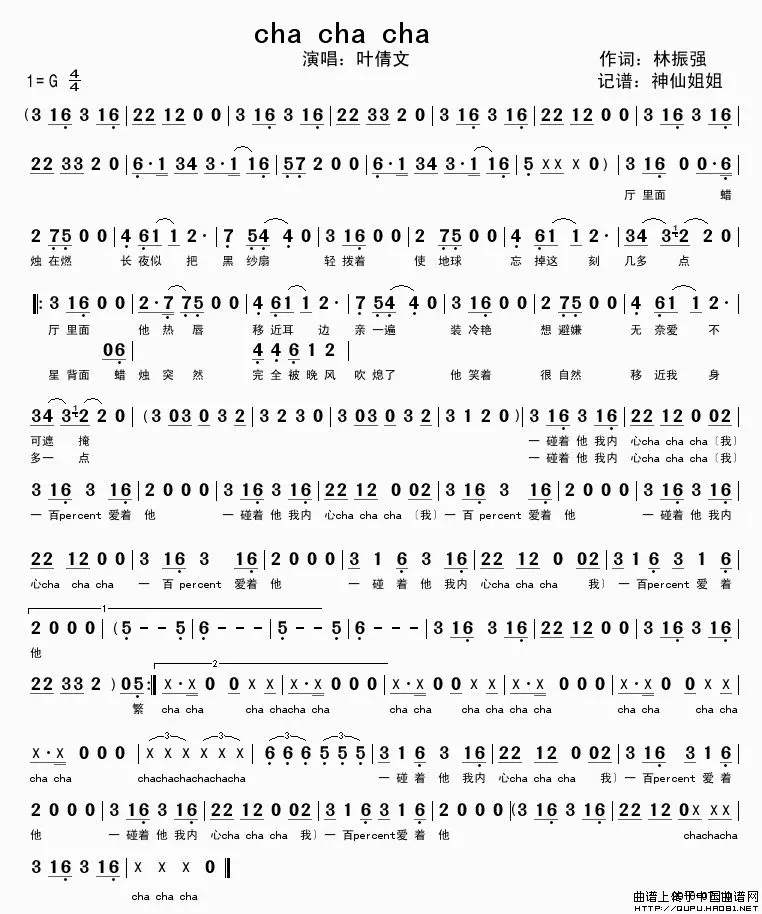 cha cha cha
演唱：叶倩文
作词：林振强
1=G 4/4
记谱：神仙姐姐
(3 16 3 16|22 12 0 0|3 16 3 16|22 33 2 0|3 16 3 16|22 12 0 0|3 16 3 16|
22 33 2 0|6·1 34 3·1 16|57 2 0 0|6·1 34 3·1 16|5 x x x 0)|3 16 0 0·6|
厅 里面 蜡
2 75 0 0|4 61 1 2·|7 54 4 0|3 16 0 0|2 75 0 0|4 61 1 2·|34 312 2 0|
烛 在燃 长 夜似 把 黑 纱扇 轻 拨着 使 地球 忘 掉这 刻 几多 点
‖: 3 16 0 0|2·7 75 0 0|4 61 1 2|7 54 4 0|3 16 0 0|2 75 0 0|4 61 1 2·|
厅 里面 他 热 唇 移 近耳 边 亲 一遍 装 冷艳 想 避嫌 无 奈爱 不
06| 4 4 6 1 2|
星 背面 蜡 烛 突 然 完 全 被 晚 风 吹 熄了 他 笑着 很 自然 移 近我 身
34 312 2 0|(3 03 0 3 2|3 2 3 0|3 03 0 3 2|3 1 2 0)|3 16 3 16|22 12 0 02|
可遮 掩 一 碰着 他 我内 心cha cha cha〔我〕
多一 点 一 碰着 他 我内 心cha cha cha〔我〕
3 16 3 16|2 0 0 0|3 16 3 16|22 12 0 02|3 16 3 16|2 0 0 0|3 16 3 16|
一 百percent 爱着 他 一 碰着 他 我内 心cha cha cha〔我〕一 百percent 爱着 他 一 碰着 他 我内
22 12 0 0|3 16 3 16|2 0 0 0|3 1 6 3 16|22 12 0 02|3 1 6 3 1 6|
心cha cha cha 一 百percent 爱着 他 一 碰 着 他 我内 心cha cha cha 我〕一 百percent 爱 着
1
2 0 0 0|(5 - - 5|6 - - -|5 - - 5|6 - - -|3 16 3 16|22 12 0 0|3 16 3 16|
他
2
22 33 2 )05:‖x·x 0 0 x x|x·x 0 0 0|x·x 0 0 x x|x·x 0 0 0|x·x 0 0 x x|
繁 cha cha cha chacha cha cha cha cha cha cha cha cha cha cha cha
x·x 0 0 0|x x x x x x|6 6 6 5 5 5|3 1 6 3 16|22 12 0 02|3 16 3 1 6|
cha cha chachachachachacha 一 碰 着 他 我内 心cha cha cha 我〕一 百percent 爱 着
2 0 0 0|3 16 3 16|22 12 0 02|3 1 6 3 1 6|2 0 0 0|(3 16 3 16|22 12 0x xx|
他 一 碰着 他 我内 心cha cha cha 我〕一 百percent爱 着 他 chachacha
3 16 3 16|x x x 0‖
cha cha cha
曲谱上传于中国曲谱网
HTTP://QUPU.HAO81.NET